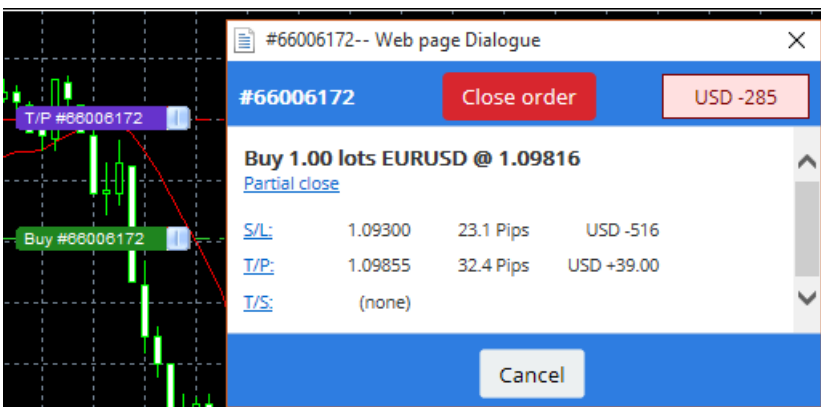 #66006172-- Web page Dialogue
#66006172 Close order USD -285
T/P #66006172
Buy 1.00 lots EURUSD @ 1.09816
Partial close
Buy #66006172
S/L: 1.09300 23.1 Pips USD -516
T/P: 1.09855 32.4 Pips USD +39.00
T/S: (none)
Cancel